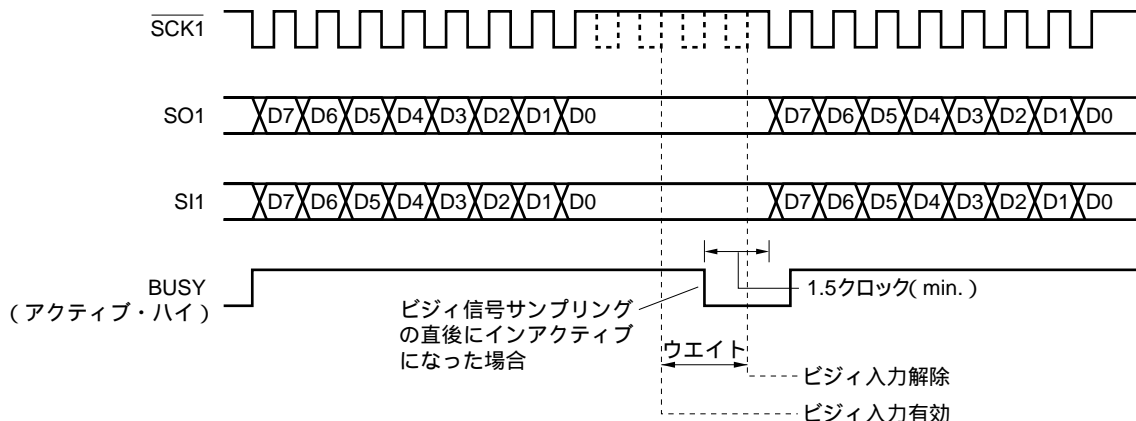 SCK1
SO1
D7 D6 D5 D4 D3 D2 D1 D0 D7 D6 D5 D4 D3 D2 D1 D0
SI1
D7 D6 D5 D4 D3 D2 D1 D0 D7 D6 D5 D4 D3 D2 D1 D0
BUSY
(アクティブ・ハイ)
1.5クロック(min.)
ビジィ信号サンプリング
の直後にインアクティブ
になった場合
ウエイト
ビジィ入力解除
ビジィ入力有効